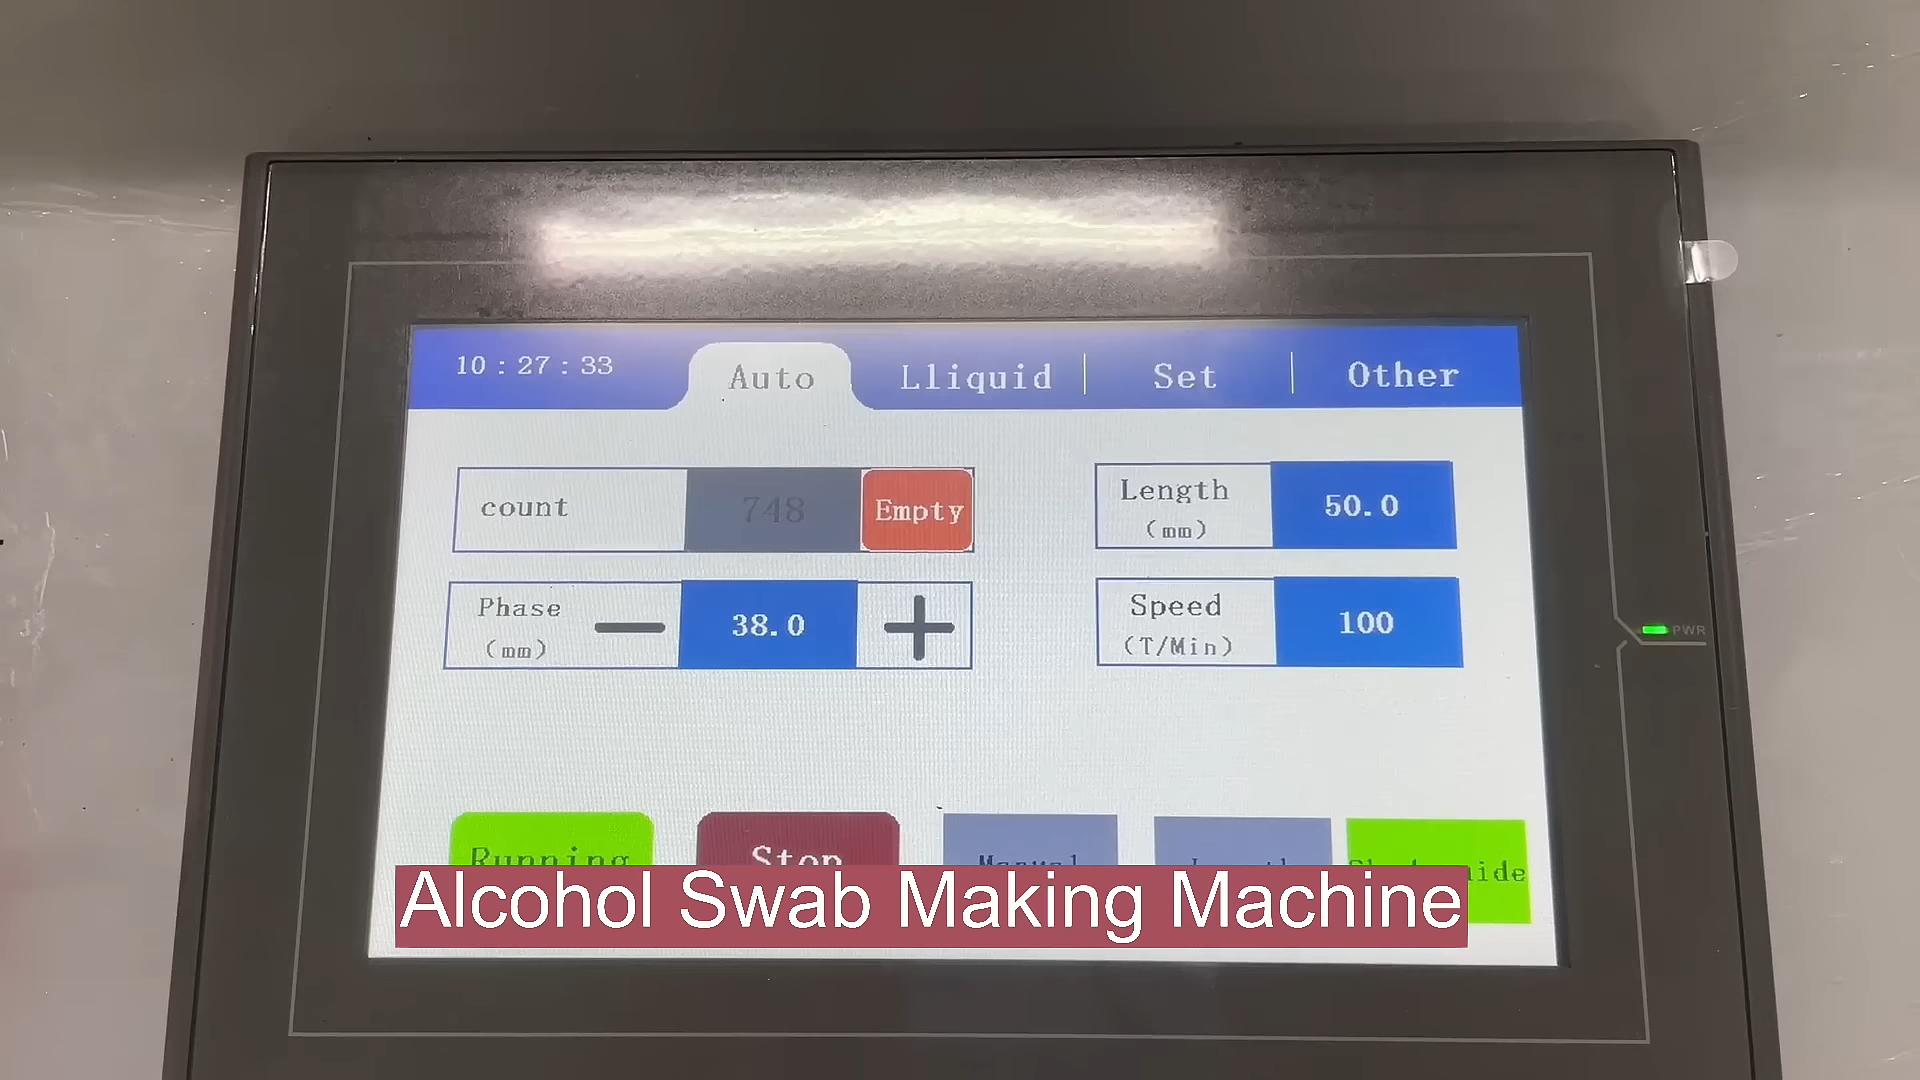 10:27:33
Auto
Lliquid
Set
Other
count
748
Empty
Length
(mm)
50.0
Phase
(mm)
38.0
Speed
(T/Min)
100
PWR
Running
Stop
Manual
Alcohol Swab Making Machine